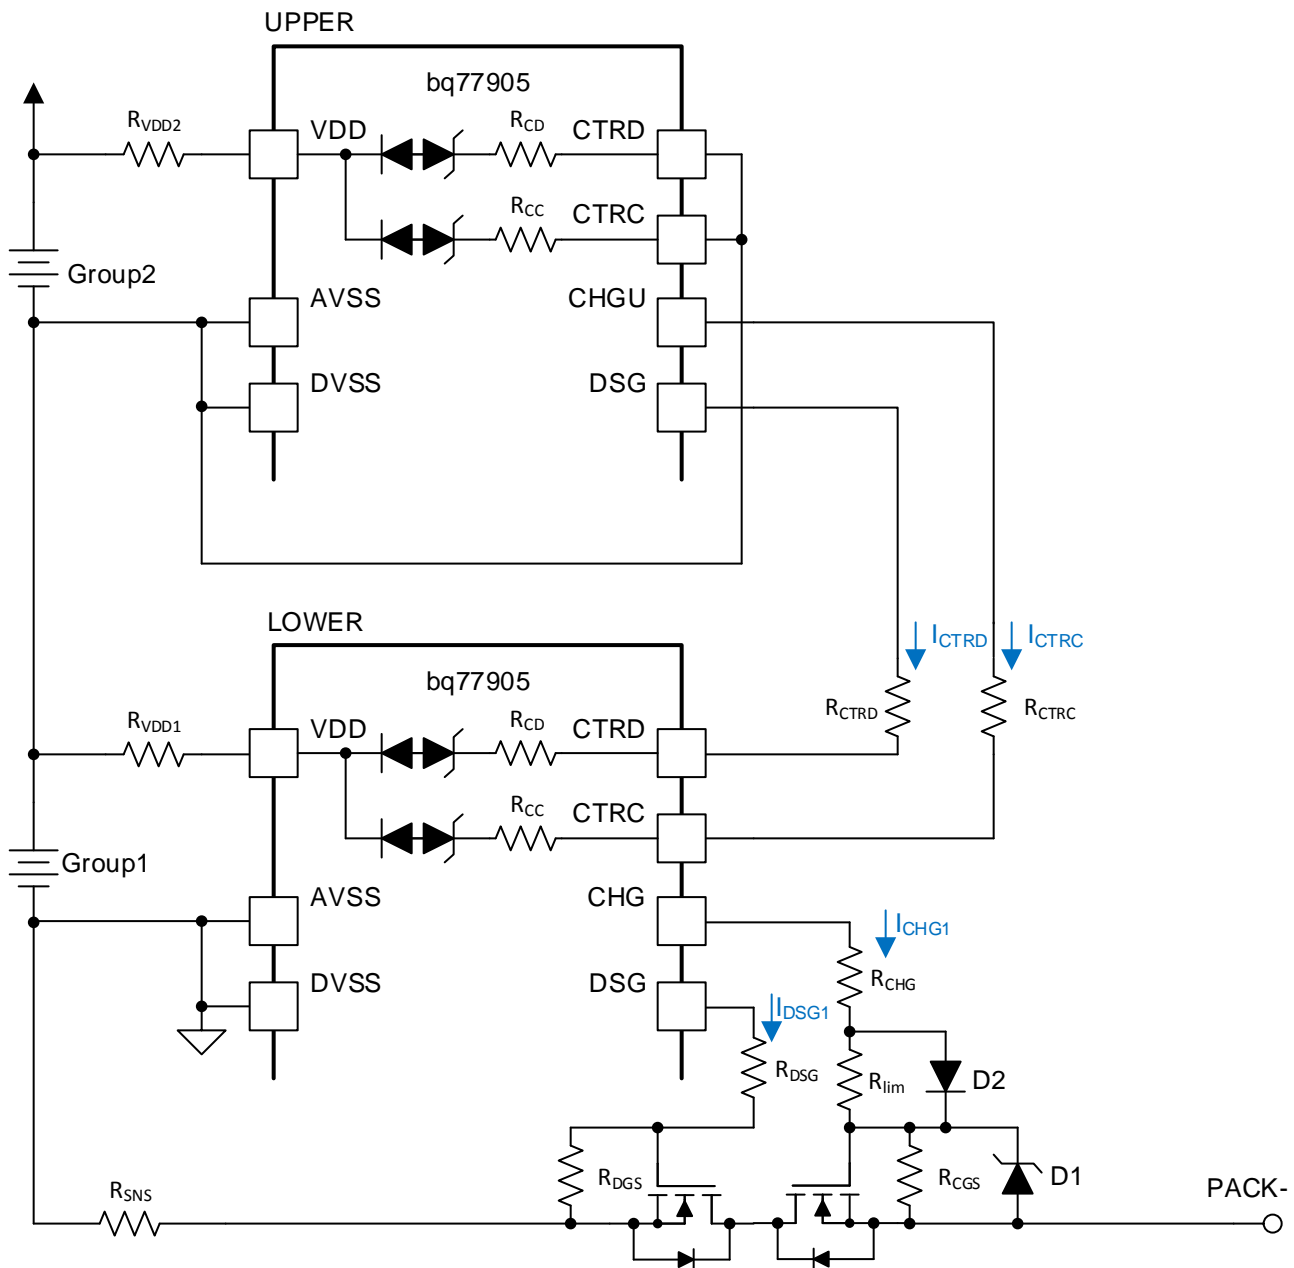 UPPER
bq77905
RVDD2
VDD
RCD
CTRD
RCC
CTRC
Group2
AVSS
CHGU
DVSS
DSG
LOWER
ICTRD
ICTRC
bq77905
RCTRD
RCTRC
RVDD1
VDD
RCD
CTRD
RCC
CTRC
Group1
AVSS
CHG
ICHG1
RCHG
DVSS
DSG
IDSG1
RDSG
Rlim
D2
RDGS
RCGS
D1
RSNS
PACK-